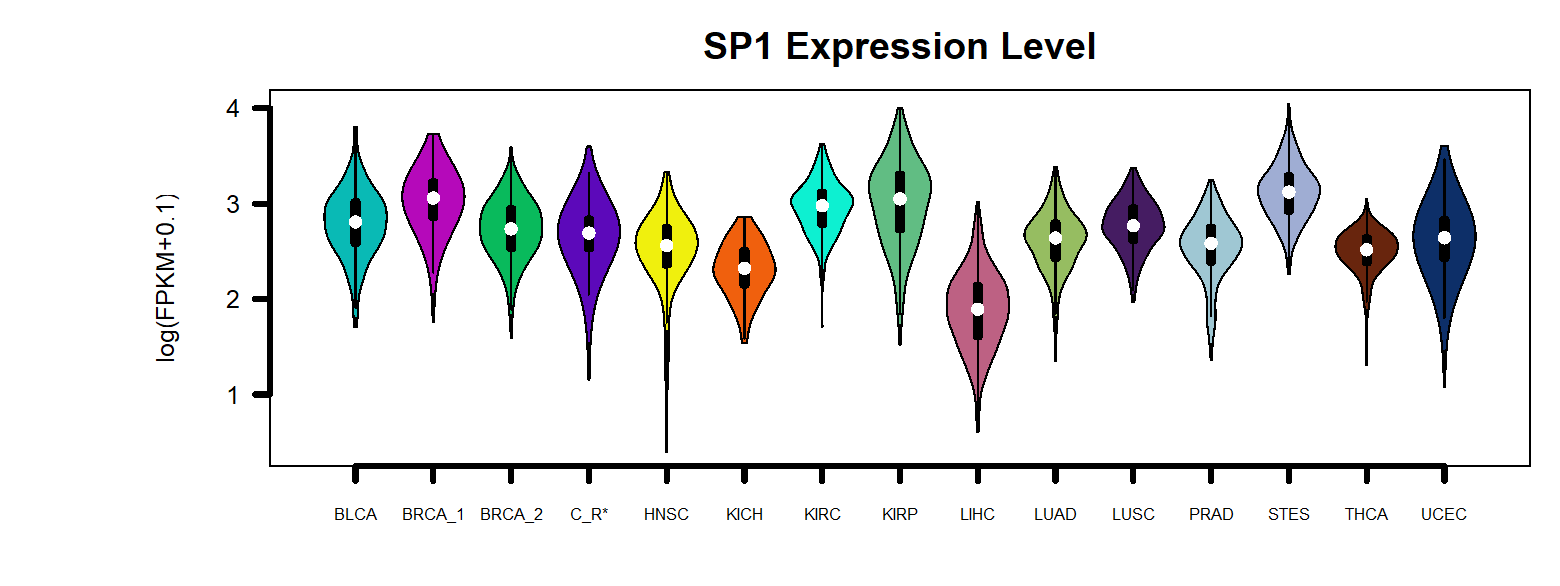 SP1 Expression Level
log(FPKM+0.1)
4
3
2
1
BLCA BRCA_1 BRCA_2 C_R* HNSC KICH KIRC KIRP LIHC LUAD LUSC PRAD STES THCA UCEC